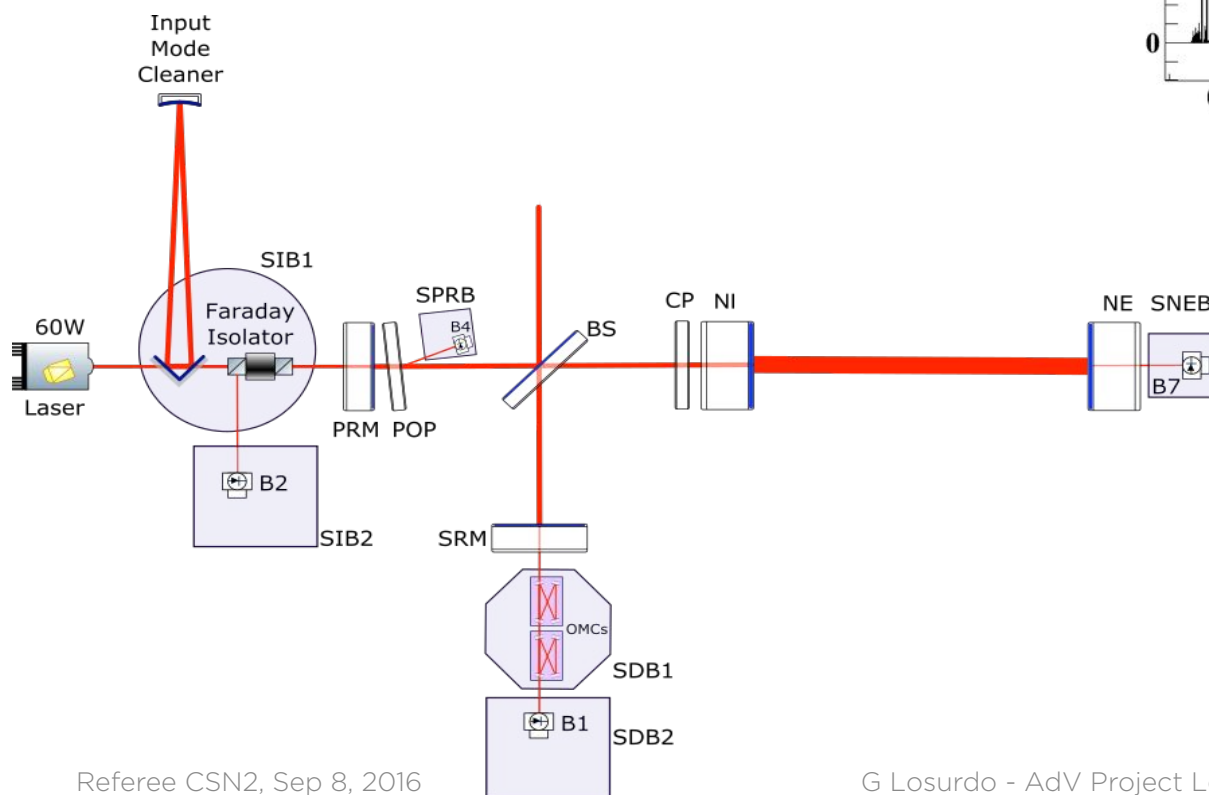 Input
Mode
Cleaner
0
SIB1
SPRB
60W
Faraday
Isolator
B4
BS
CP
NI
NE
SNEB
B7
Laser
PRM
POP
B2
SIB2
SRM
OMCs
SDB1
B1
SDB2
Referee CSN2, Sep 8, 2016
G Losurdo - AdV Project